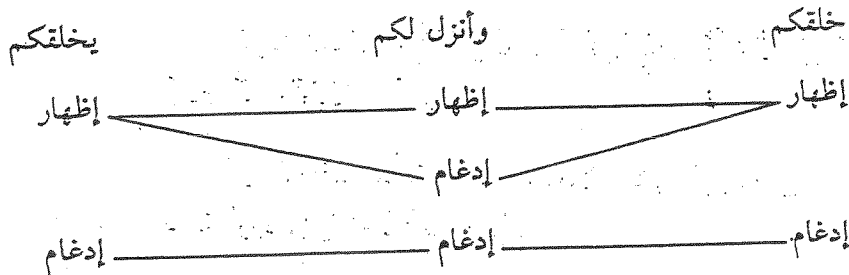 خلقكم وأنزل لكم يخلقكم
إظهار إظهار إظهار
إدغام
إدغام إدغام إدغام